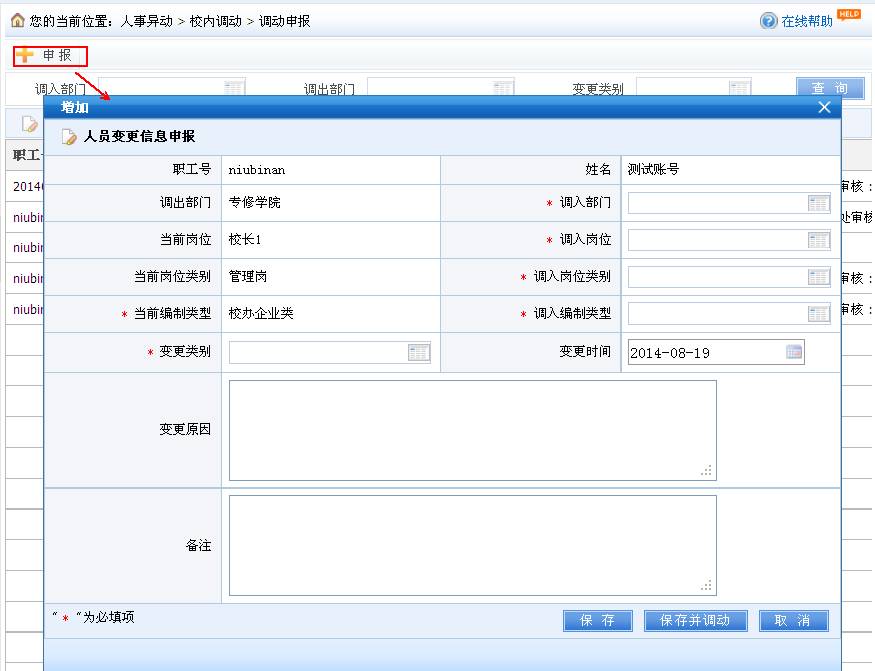 您的当前位置：人事异动 > 校内调动 > 调动申报
在线帮助 HELP
申报
调入部门 调出部门 变更类别 查 询
增加
人员变更信息申报
职工
职工号 niubinan 姓名 测试账号
2014 审核：
调出部门 专修学院 * 调入部门
niubin 处审核
当前岗位 校长1 * 调入岗位
niubin
当前岗位类别 管理岗 * 调入岗位类别
niubin 审核：
* 当前编制类型 校办企业类 * 调入编制类型
niubin 审核：
* 变更类别 变更时间 2014-08-19
变更原因
备注
“ * ”为必填项
保 存 保存并调动 取 消